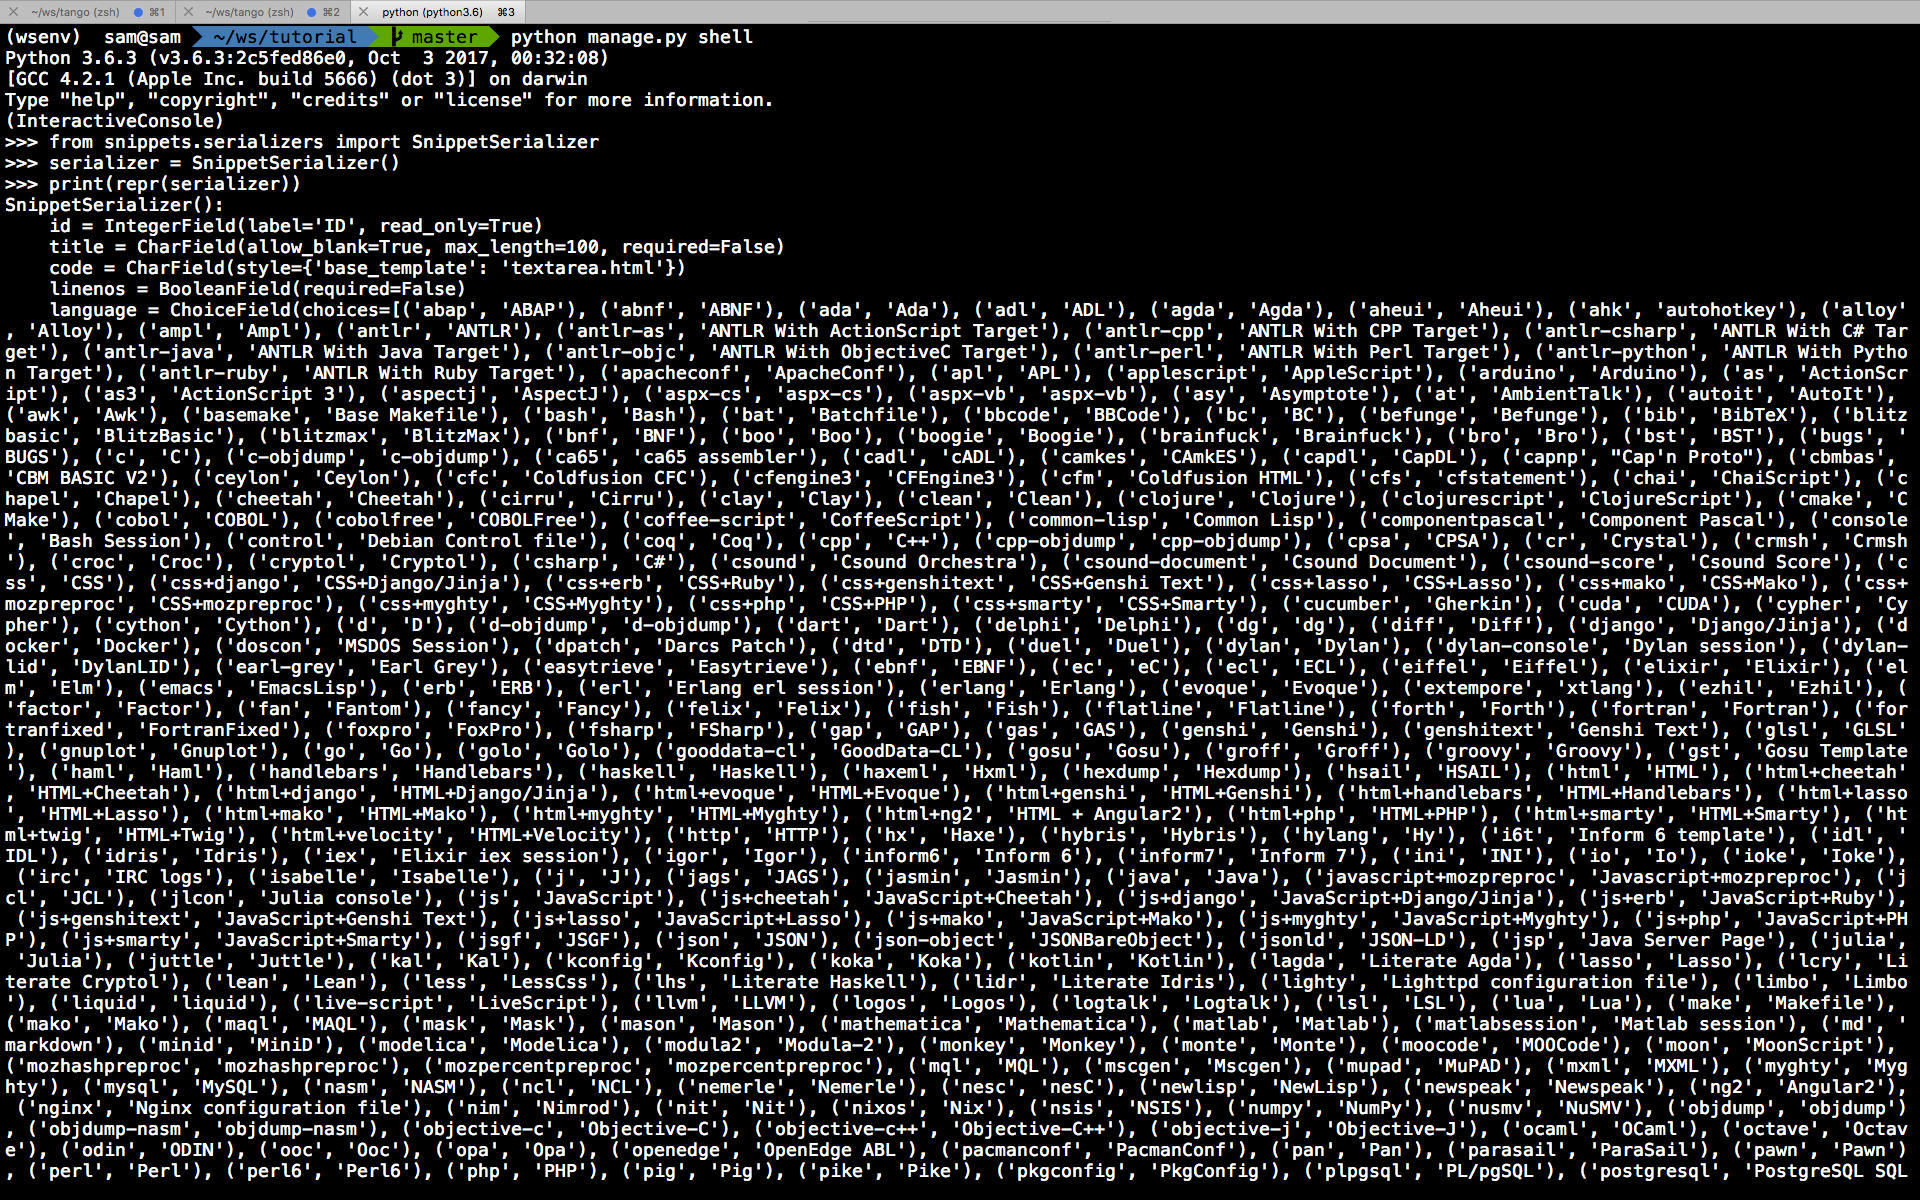 ~/ws/tango (zsh) ⌘1 ~/ws/tango (zsh) ⌘2 python (python3.6) ⌘3
(wsenv)  sam@sam  ~/ws/tutorial  master  python manage.py shell
Python 3.6.3 (v3.6.3:2c5fed86e0, Oct  3 2017, 00:32:08)
[GCC 4.2.1 (Apple Inc. build 5666) (dot 3)] on darwin
Type "help", "copyright", "credits" or "license" for more information.
(InteractiveConsole)
>>> from snippets.serializers import SnippetSerializer
>>> serializer = SnippetSerializer()
>>> print(repr(serializer))
SnippetSerializer():
    id = IntegerField(label='ID', read_only=True)
    title = CharField(allow_blank=True, max_length=100, required=False)
    code = CharField(style={'base_template': 'textarea.html'})
    linenos = BooleanField(required=False)
    language = ChoiceField(choices=[('abap', 'ABAP'), ('abnf', 'ABNF'), ('ada', 'Ada'), ('adl', 'ADL'), ('agda', 'Agda'), ('aheui', 'Aheui'), ('ahk', 'autohotkey'), ('alloy'
, 'Alloy'), ('ampl', 'Ampl'), ('antlr', 'ANTLR'), ('antlr-as', 'ANTLR With ActionScript Target'), ('antlr-cpp', 'ANTLR With CPP Target'), ('antlr-csharp', 'ANTLR With C# Tar
get'), ('antlr-java', 'ANTLR With Java Target'), ('antlr-objc', 'ANTLR With ObjectiveC Target'), ('antlr-perl', 'ANTLR With Perl Target'), ('antlr-python', 'ANTLR With Pytho
n Target'), ('antlr-ruby', 'ANTLR With Ruby Target'), ('apacheconf', 'ApacheConf'), ('apl', 'APL'), ('applescript', 'AppleScript'), ('arduino', 'Arduino'), ('as', 'ActionScr
ipt'), ('as3', 'ActionScript 3'), ('aspectj', 'AspectJ'), ('aspx-cs', 'aspx-cs'), ('aspx-vb', 'aspx-vb'), ('asy', 'Asymptote'), ('at', 'AmbientTalk'), ('autoit', 'AutoIt'),
('awk', 'Awk'), ('basemake', 'Base Makefile'), ('bash', 'Bash'), ('bat', 'Batchfile'), ('bbcode', 'BBCode'), ('bc', 'BC'), ('befunge', 'Befunge'), ('bib', 'BibTeX'), ('blitz
basic', 'BlitzBasic'), ('blitzmax', 'BlitzMax'), ('bnf', 'BNF'), ('boo', 'Boo'), ('boogie', 'Boogie'), ('brainfuck', 'Brainfuck'), ('bro', 'Bro'), ('bst', 'BST'), ('bugs', '
BUGS'), ('c', 'C'), ('c-objdump', 'c-objdump'), ('ca65', 'ca65 assembler'), ('cadl', 'cADL'), ('camkes', 'CAmkES'), ('capdl', 'CapDL'), ('capnp', "Cap'n Proto"), ('cbmbas',
'CBM BASIC V2'), ('ceylon', 'Ceylon'), ('cfc', 'Coldfusion CFC'), ('cfengine3', 'CFEngine3'), ('cfm', 'Coldfusion HTML'), ('cfs', 'cfstatement'), ('chai', 'ChaiScript'), ('c
hapel', 'Chapel'), ('cheetah', 'Cheetah'), ('cirru', 'Cirru'), ('clay', 'Clay'), ('clean', 'Clean'), ('clojure', 'Clojure'), ('clojurescript', 'ClojureScript'), ('cmake', 'C
Make'), ('cobol', 'COBOL'), ('cobolfree', 'COBOLFree'), ('coffee-script', 'CoffeeScript'), ('common-lisp', 'Common Lisp'), ('componentpascal', 'Component Pascal'), ('console
', 'Bash Session'), ('control', 'Debian Control file'), ('coq', 'Coq'), ('cpp', 'C++'), ('cpp-objdump', 'cpp-objdump'), ('cpsa', 'CPSA'), ('cr', 'Crystal'), ('crmsh', 'Crmsh
'), ('croc', 'Croc'), ('cryptol', 'Cryptol'), ('csharp', 'C#'), ('csound', 'Csound Orchestra'), ('csound-document', 'Csound Document'), ('csound-score', 'Csound Score'), ('c
ss', 'CSS'), ('css+django', 'CSS+Django/Jinja'), ('css+erb', 'CSS+Ruby'), ('css+genshitext', 'CSS+Genshi Text'), ('css+lasso', 'CSS+Lasso'), ('css+mako', 'CSS+Mako'), ('css+
mozpreproc', 'CSS+mozpreproc'), ('css+myghty', 'CSS+Myghty'), ('css+php', 'CSS+PHP'), ('css+smarty', 'CSS+Smarty'), ('cucumber', 'Gherkin'), ('cuda', 'CUDA'), ('cypher', 'Cy
pher'), ('cython', 'Cython'), ('d', 'D'), ('d-objdump', 'd-objdump'), ('dart', 'Dart'), ('delphi', 'Delphi'), ('dg', 'dg'), ('diff', 'Diff'), ('django', 'Django/Jinja'), ('d
ocker', 'Docker'), ('doscon', 'MSDOS Session'), ('dpatch', 'Darcs Patch'), ('dtd', 'DTD'), ('duel', 'Duel'), ('dylan', 'Dylan'), ('dylan-console', 'Dylan session'), ('dylan-
lid', 'DylanLID'), ('earl-grey', 'Earl Grey'), ('easytrieve', 'Easytrieve'), ('ebnf', 'EBNF'), ('ec', 'eC'), ('ecl', 'ECL'), ('eiffel', 'Eiffel'), ('elixir', 'Elixir'), ('el
m', 'Elm'), ('emacs', 'EmacsLisp'), ('erb', 'ERB'), ('erl', 'Erlang erl session'), ('erlang', 'Erlang'), ('evoque', 'Evoque'), ('extempore', 'xtlang'), ('ezhil', 'Ezhil'), (
'factor', 'Factor'), ('fan', 'Fantom'), ('fancy', 'Fancy'), ('felix', 'Felix'), ('fish', 'Fish'), ('flatline', 'Flatline'), ('forth', 'Forth'), ('fortran', 'Fortran'), ('for
tranfixed', 'FortranFixed'), ('foxpro', 'FoxPro'), ('fsharp', 'FSharp'), ('gap', 'GAP'), ('gas', 'GAS'), ('genshi', 'Genshi'), ('genshitext', 'Genshi Text'), ('glsl', 'GLSL'
), ('gnuplot', 'Gnuplot'), ('go', 'Go'), ('golo', 'Golo'), ('gooddata-cl', 'GoodData-CL'), ('gosu', 'Gosu'), ('groff', 'Groff'), ('groovy', 'Groovy'), ('gst', 'Gosu Template
'), ('haml', 'Haml'), ('handlebars', 'Handlebars'), ('haskell', 'Haskell'), ('haxeml', 'Hxml'), ('hexdump', 'Hexdump'), ('hsail', 'HSAIL'), ('html', 'HTML'), ('html+cheetah'
, 'HTML+Cheetah'), ('html+django', 'HTML+Django/Jinja'), ('html+evoque', 'HTML+Evoque'), ('html+genshi', 'HTML+Genshi'), ('html+handlebars', 'HTML+Handlebars'), ('html+lasso
', 'HTML+Lasso'), ('html+mako', 'HTML+Mako'), ('html+myghty', 'HTML+Myghty'), ('html+ng2', 'HTML + Angular2'), ('html+php', 'HTML+PHP'), ('html+smarty', 'HTML+Smarty'), ('ht
ml+twig', 'HTML+Twig'), ('html+velocity', 'HTML+Velocity'), ('http', 'HTTP'), ('hx', 'Haxe'), ('hybris', 'Hybris'), ('hylang', 'Hy'), ('i6t', 'Inform 6 template'), ('idl', '
IDL'), ('idris', 'Idris'), ('iex', 'Elixir iex session'), ('igor', 'Igor'), ('inform6', 'Inform 6'), ('inform7', 'Inform 7'), ('ini', 'INI'), ('io', 'Io'), ('ioke', 'Ioke'),
 ('irc', 'IRC logs'), ('isabelle', 'Isabelle'), ('j', 'J'), ('jags', 'JAGS'), ('jasmin', 'Jasmin'), ('java', 'Java'), ('javascript+mozpreproc', 'Javascript+mozpreproc'), ('j
cl', 'JCL'), ('jlcon', 'Julia console'), ('js', 'JavaScript'), ('js+cheetah', 'JavaScript+Cheetah'), ('js+django', 'JavaScript+Django/Jinja'), ('js+erb', 'JavaScript+Ruby'),
 ('js+genshitext', 'JavaScript+Genshi Text'), ('js+lasso', 'JavaScript+Lasso'), ('js+mako', 'JavaScript+Mako'), ('js+myghty', 'JavaScript+Myghty'), ('js+php', 'JavaScript+PH
P'), ('js+smarty', 'JavaScript+Smarty'), ('jsgf', 'JSGF'), ('json', 'JSON'), ('json-object', 'JSONBareObject'), ('jsonld', 'JSON-LD'), ('jsp', 'Java Server Page'), ('julia',
 'Julia'), ('juttle', 'Juttle'), ('kal', 'Kal'), ('kconfig', 'Kconfig'), ('koka', 'Koka'), ('kotlin', 'Kotlin'), ('lagda', 'Literate Agda'), ('lasso', 'Lasso'), ('lcry', 'Li
terate Cryptol'), ('lean', 'Lean'), ('less', 'LessCss'), ('lhs', 'Literate Haskell'), ('lidr', 'Literate Idris'), ('lighty', 'Lighttpd configuration file'), ('limbo', 'Limbo
'), ('liquid', 'liquid'), ('live-script', 'LiveScript'), ('llvm', 'LLVM'), ('logos', 'Logos'), ('logtalk', 'Logtalk'), ('lsl', 'LSL'), ('lua', 'Lua'), ('make', 'Makefile'),
('mako', 'Mako'), ('maql', 'MAQL'), ('mask', 'Mask'), ('mason', 'Mason'), ('mathematica', 'Mathematica'), ('matlab', 'Matlab'), ('matlabsession', 'Matlab session'), ('md', '
markdown'), ('minid', 'MiniD'), ('modelica', 'Modelica'), ('modula2', 'Modula-2'), ('monkey', 'Monkey'), ('monte', 'Monte'), ('moocode', 'MOOCode'), ('moon', 'MoonScript'),
('mozhashpreproc', 'mozhashpreproc'), ('mozpercentpreproc', 'mozpercentpreproc'), ('mql', 'MQL'), ('mscgen', 'Mscgen'), ('mupad', 'MuPAD'), ('mxml', 'MXML'), ('myghty', 'Myg
hty'), ('mysql', 'MySQL'), ('nasm', 'NASM'), ('ncl', 'NCL'), ('nemerle', 'Nemerle'), ('nesc', 'nesC'), ('newlisp', 'NewLisp'), ('newspeak', 'Newspeak'), ('ng2', 'Angular2'),
 ('nginx', 'Nginx configuration file'), ('nim', 'Nimrod'), ('nit', 'Nit'), ('nixos', 'Nix'), ('nsis', 'NSIS'), ('numpy', 'NumPy'), ('nusmv', 'NuSMV'), ('objdump', 'objdump')
, ('objdump-nasm', 'objdump-nasm'), ('objective-c', 'Objective-C'), ('objective-c++', 'Objective-C++'), ('objective-j', 'Objective-J'), ('ocaml', 'OCaml'), ('octave', 'Octav
e'), ('odin', 'ODIN'), ('ooc', 'Ooc'), ('opa', 'Opa'), ('openedge', 'OpenEdge ABL'), ('pacmanconf', 'PacmanConf'), ('pan', 'Pan'), ('parasail', 'ParaSail'), ('pawn', 'Pawn')
, ('perl', 'Perl'), ('perl6', 'Perl6'), ('php', 'PHP'), ('pig', 'Pig'), ('pike', 'Pike'), ('pkgconfig', 'PkgConfig'), ('plpgsql', 'PL/pgSQL'), ('postgresql', 'PostgreSQL SQL